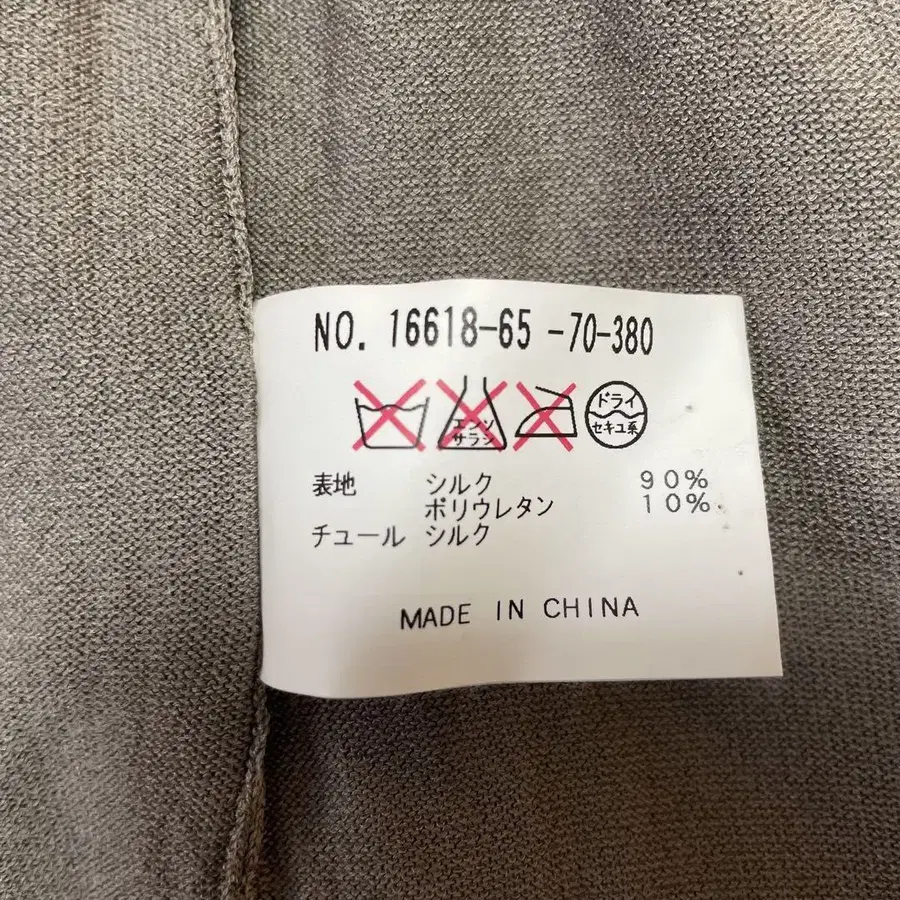 NO. 16618-65 -70-380
エンソ
サラシ
ドライ
セキユ系
表地 シルク 90%
ポリウレタン 10%
チュール シルク
MADE IN CHINA